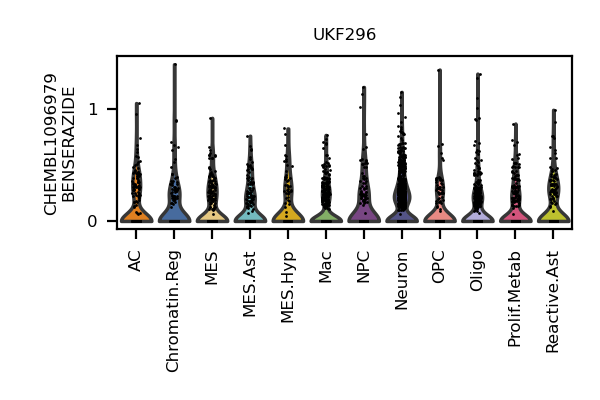 UKF296
CHEMBL1096979
BENSERAZIDE
1
0
AC
Chromatin.Reg
MES
MES.Ast
MES.Hyp
Mac
NPC
Neuron
OPC
Oligo
Prolif.Metab
Reactive.Ast